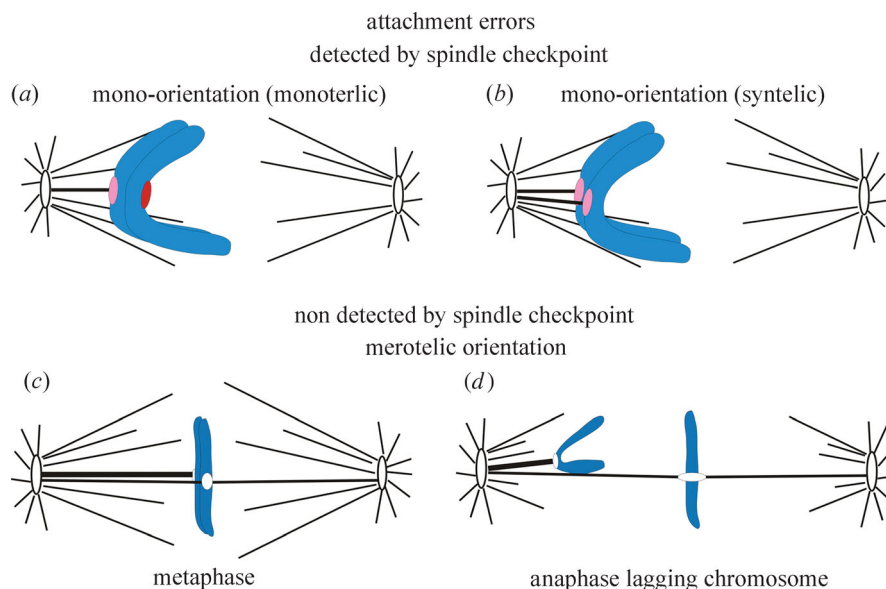 attachment errors
detected by spindle checkpoint
(a) mono-orientation (monoterlic)
(b) mono-orientation (syntelic)
non detected by spindle checkpoint
merotelic orientation
(c)
(d)
metaphase
anaphase lagging chromosome